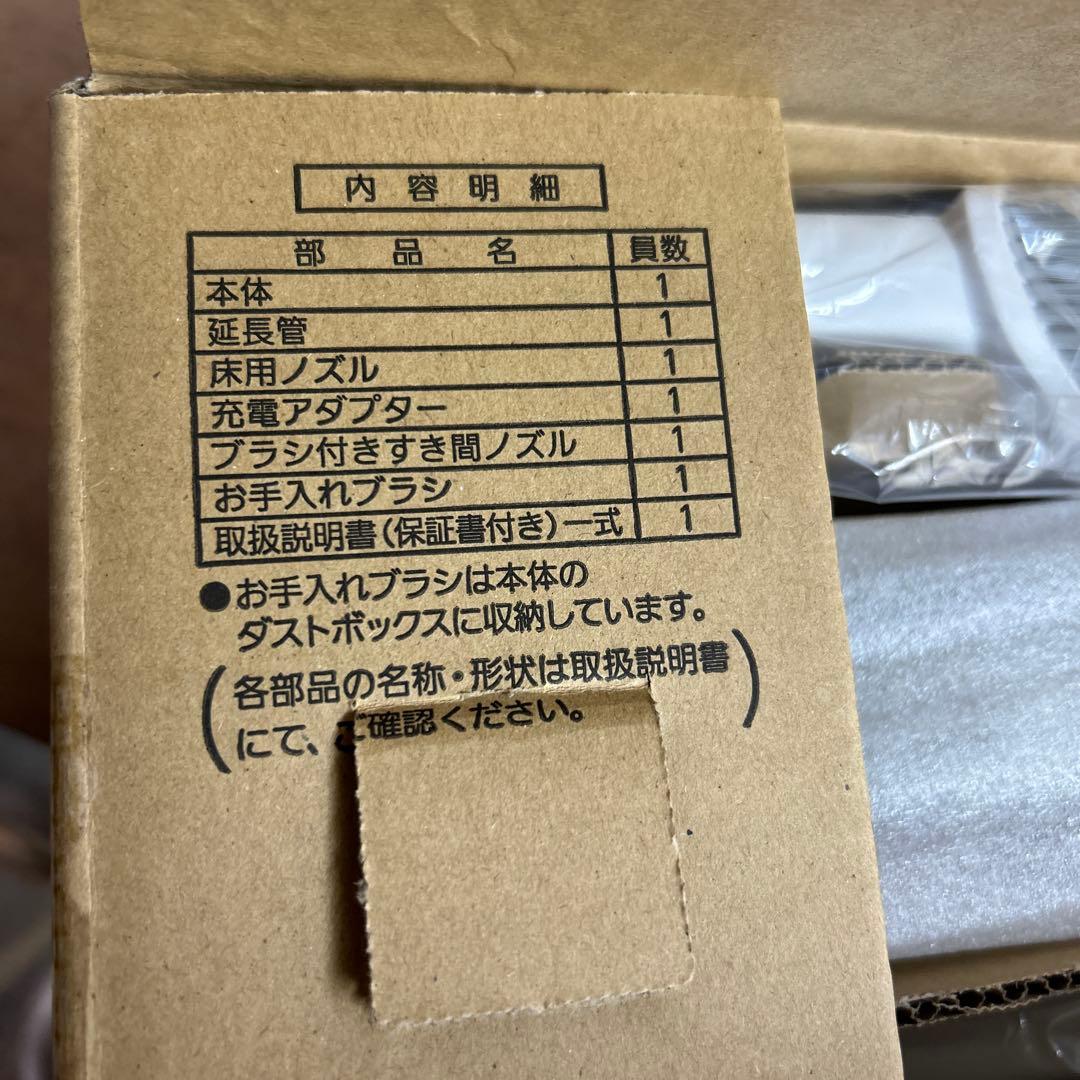 内容明細
部品名 員数
本体 1
延長管 1
床用ノズル 1
充電アダプター 1
ブラシ付きすき間ノズル 1
お手入れブラシ 1
取扱説明書(保証書付き)一式 1
●お手入れブラシは本体の
ダストボックスに収納しています。
(各部品の名称・形状は取扱説明書
にて、ご確認ください。)